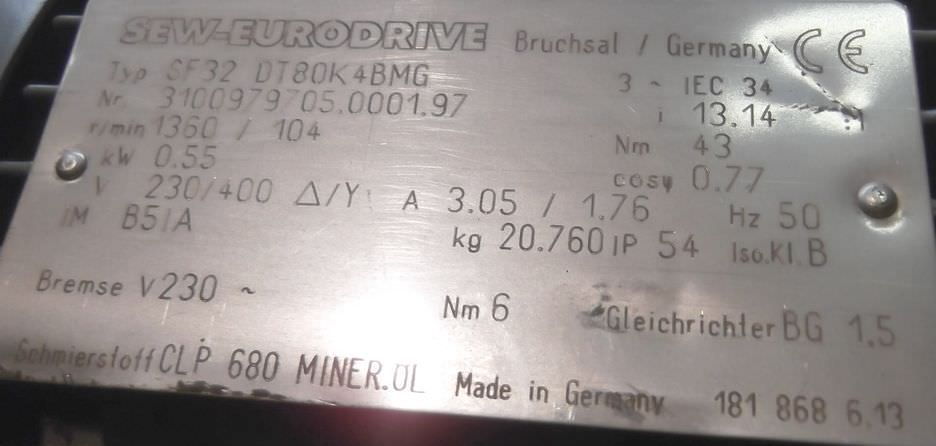 SEW-EURODRIVE Bruchsal / Germany CE
Typ SF32 DT80K4BMG 3 ~ IEC 34
Nr. 3100979705.0001.97 i 13.14
r/min 1360 / 104 Nm 43
kW 0.55 cosφ 0.77
V 230/400 Δ/Y A 3.05 / 1.76 Hz 50
IM B51A kg 20.760 IP 54 Iso.Kl. B
Bremse V 230 ~ Nm 6 Gleichrichter BG 1.5
Schmierstoff CLP 680 MINER.ÖL Made in Germany 181 868 6.13